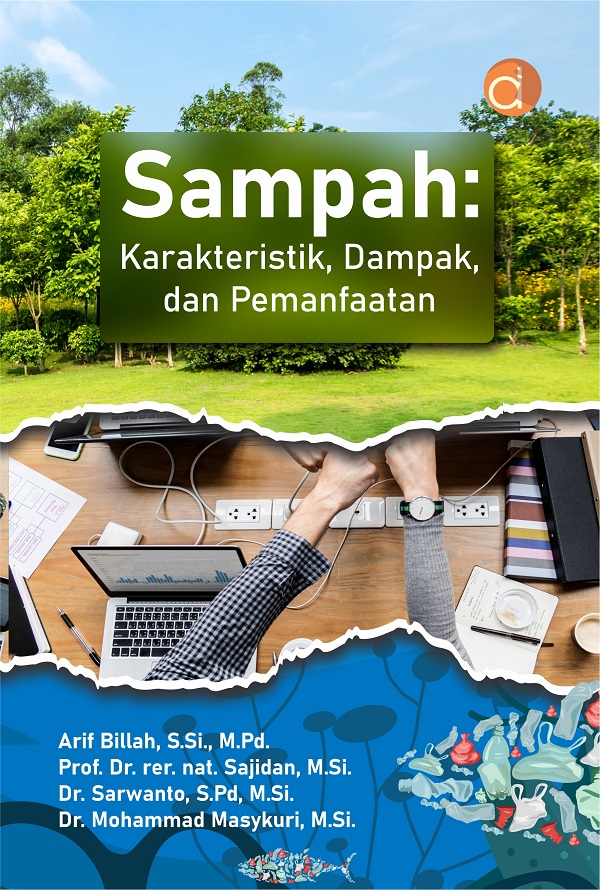 Sampah:
Karakteristik, Dampak,
dan Pemanfaatan
Arif Billah, S.Si., M.Pd.
Prof. Dr. rer. nat. Sajidan, M.Si.
Dr. Sarwanto, S.Pd, M.Si.
Dr. Mohammad Masykuri, M.Si.